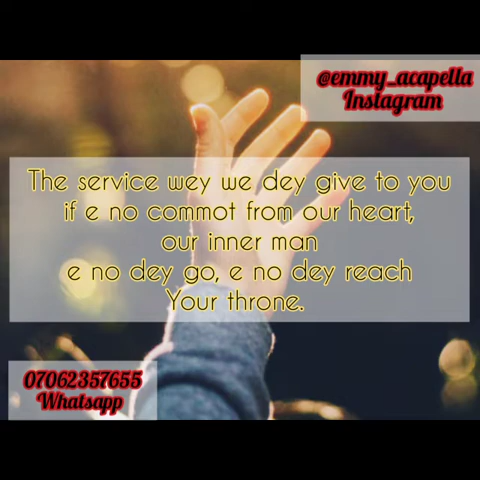 @emmy_acapella
Instagram
The service wey we dey give to you
if e no commot from our heart,
our inner man
e no dey go, e no dey reach
Your throne.
07062357655
Whatsapp